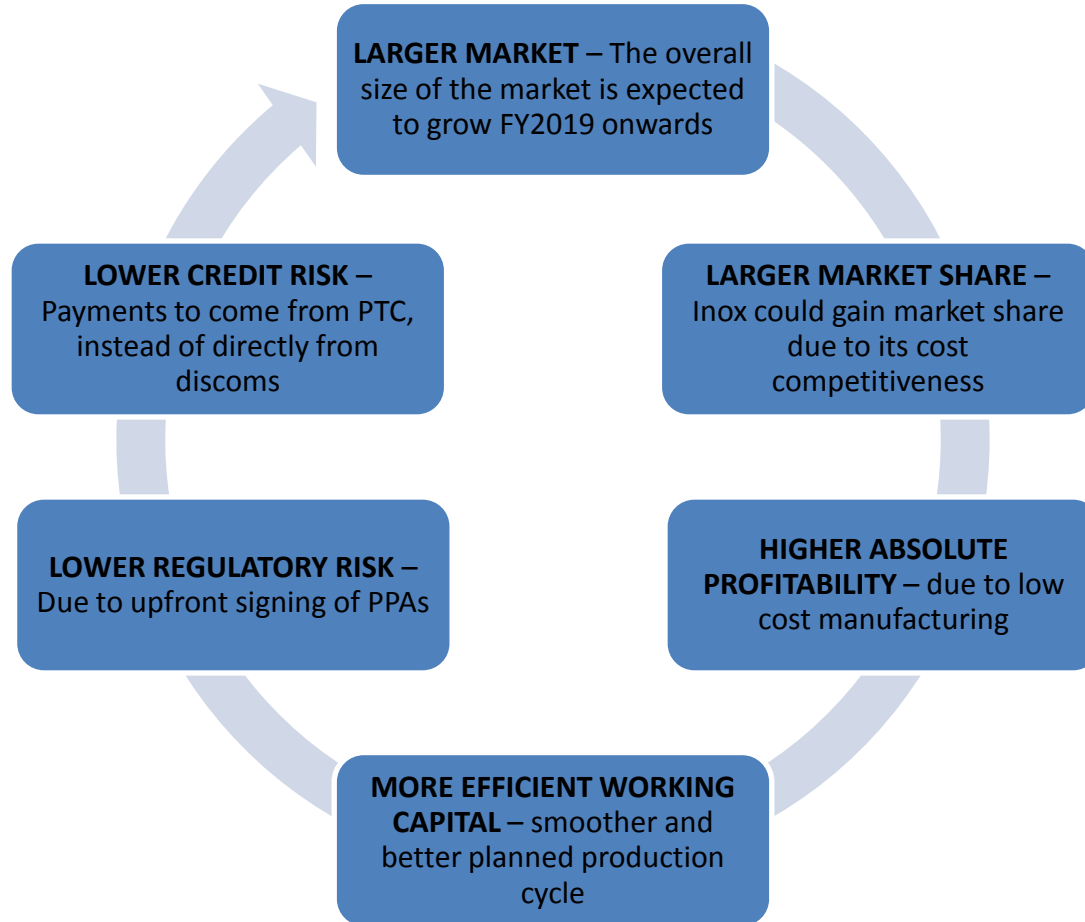 LARGER MARKET – The overall
size of the market is expected
to grow FY2019 onwards
LARGER MARKET SHARE –
Inox could gain market share
due to its cost
competitiveness
HIGHER ABSOLUTE
PROFITABILITY – due to low
cost manufacturing
MORE EFFICIENT WORKING
CAPITAL – smoother and
better planned production
cycle
LOWER REGULATORY RISK –
Due to upfront signing of PPAs
LOWER CREDIT RISK –
Payments to come from PTC,
instead of directly from
discoms